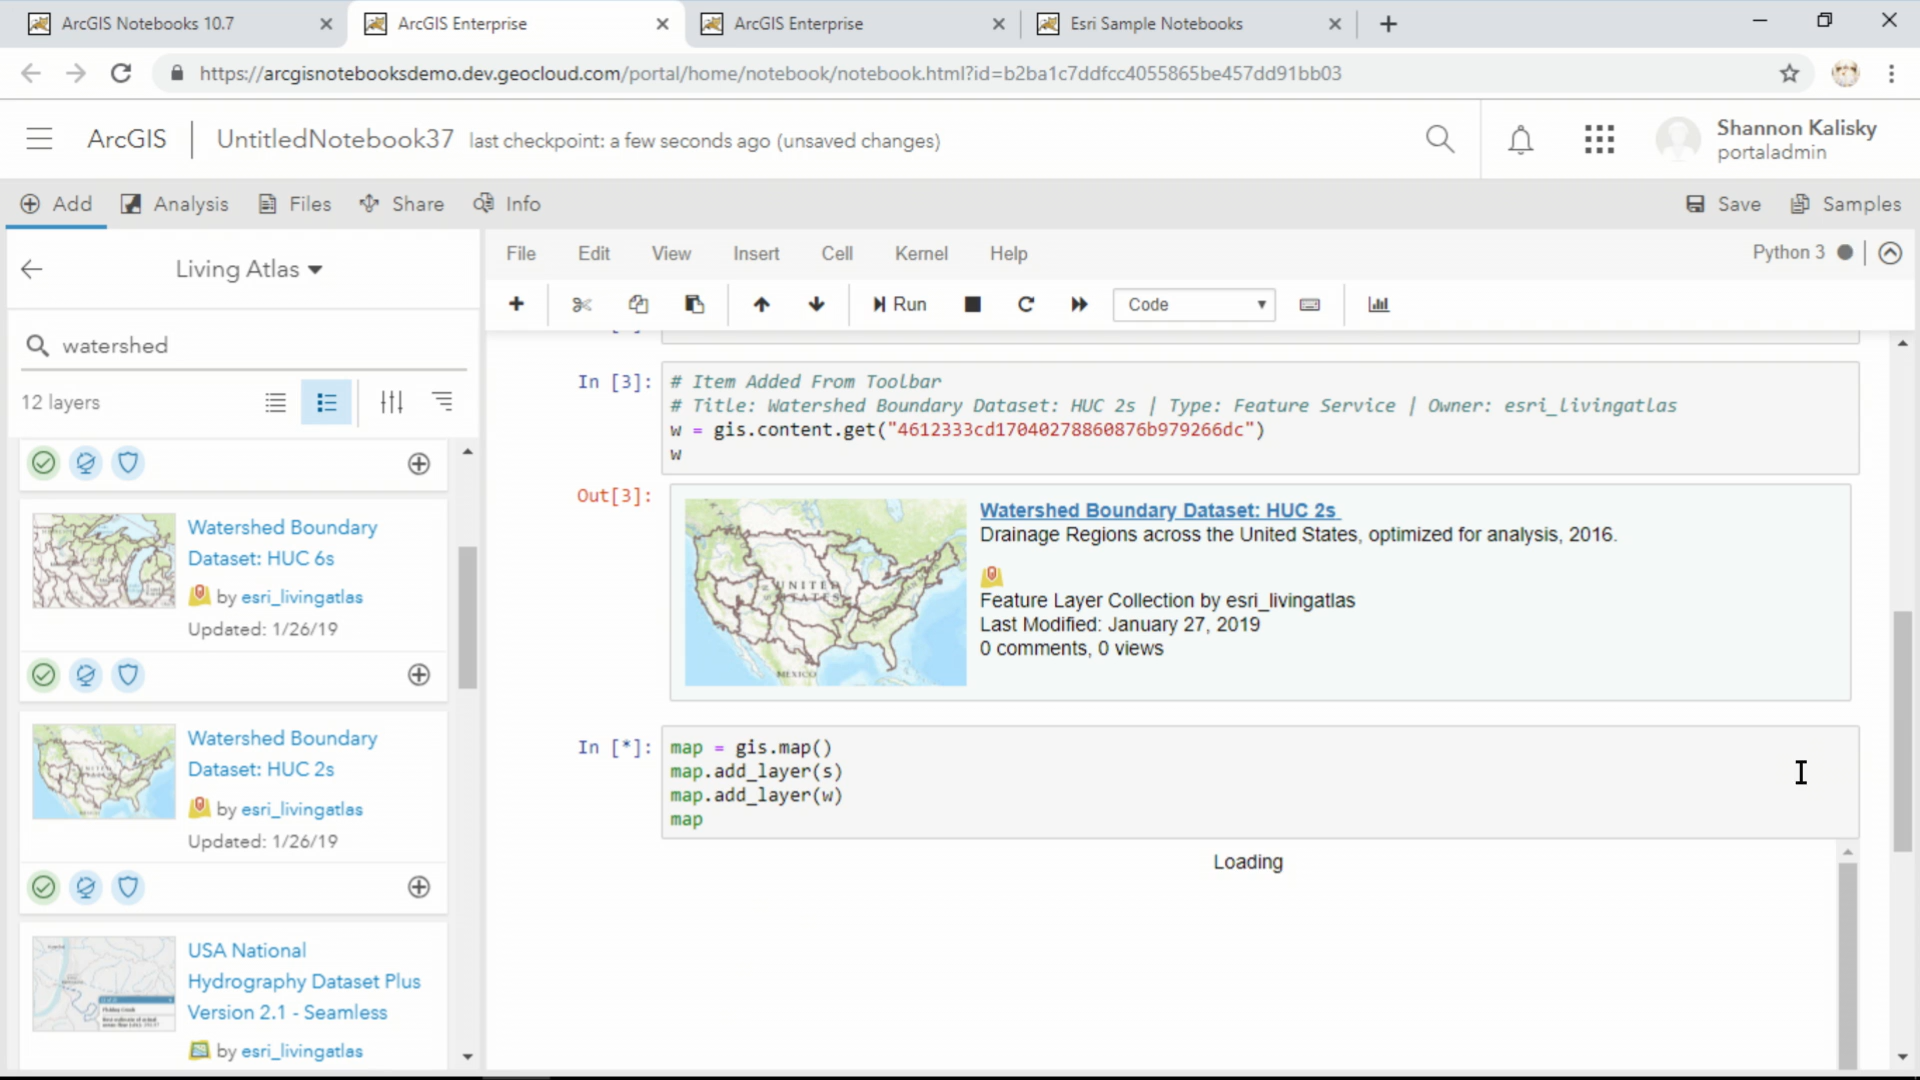 ArcGIS Notebooks 10.7
ArcGIS Enterprise
ArcGIS Enterprise
Esri Sample Notebooks
https://arcgisnotebooksdemo.dev.geocloud.com/portal/home/notebook/notebook.html?id=b2ba1c7ddfcc4055865be457dd91bb03
ArcGIS
UntitledNotebook37 last checkpoint: a few seconds ago (unsaved changes)
Shannon Kalisky
portaladmin
Add
Analysis
Files
Share
Info
Save
Samples
Living Atlas
watershed
12 layers
Watershed Boundary
Dataset: HUC 6s
by esri_livingatlas
Updated: 1/26/19
Watershed Boundary
Dataset: HUC 2s
by esri_livingatlas
Updated: 1/26/19
USA National
Hydrography Dataset Plus
Version 2.1 - Seamless
by esri_livingatlas
File Edit View Insert Cell Kernel Help
Python 3
Run
Code
In [3]:
# Item Added From Toolbar
# Title: Watershed Boundary Dataset: HUC 2s | Type: Feature Service | Owner: esri_livingatlas
w = gis.content.get("4612333cd17040278860876b979266dc")
w
Out[3]:
UNITED
STATES
MEXICO
Watershed Boundary Dataset: HUC 2s
Drainage Regions across the United States, optimized for analysis, 2016.
Feature Layer Collection by esri_livingatlas
Last Modified: January 27, 2019
0 comments, 0 views
In [*]:
map = gis.map()
map.add_layer(s)
map.add_layer(w)
map
Loading